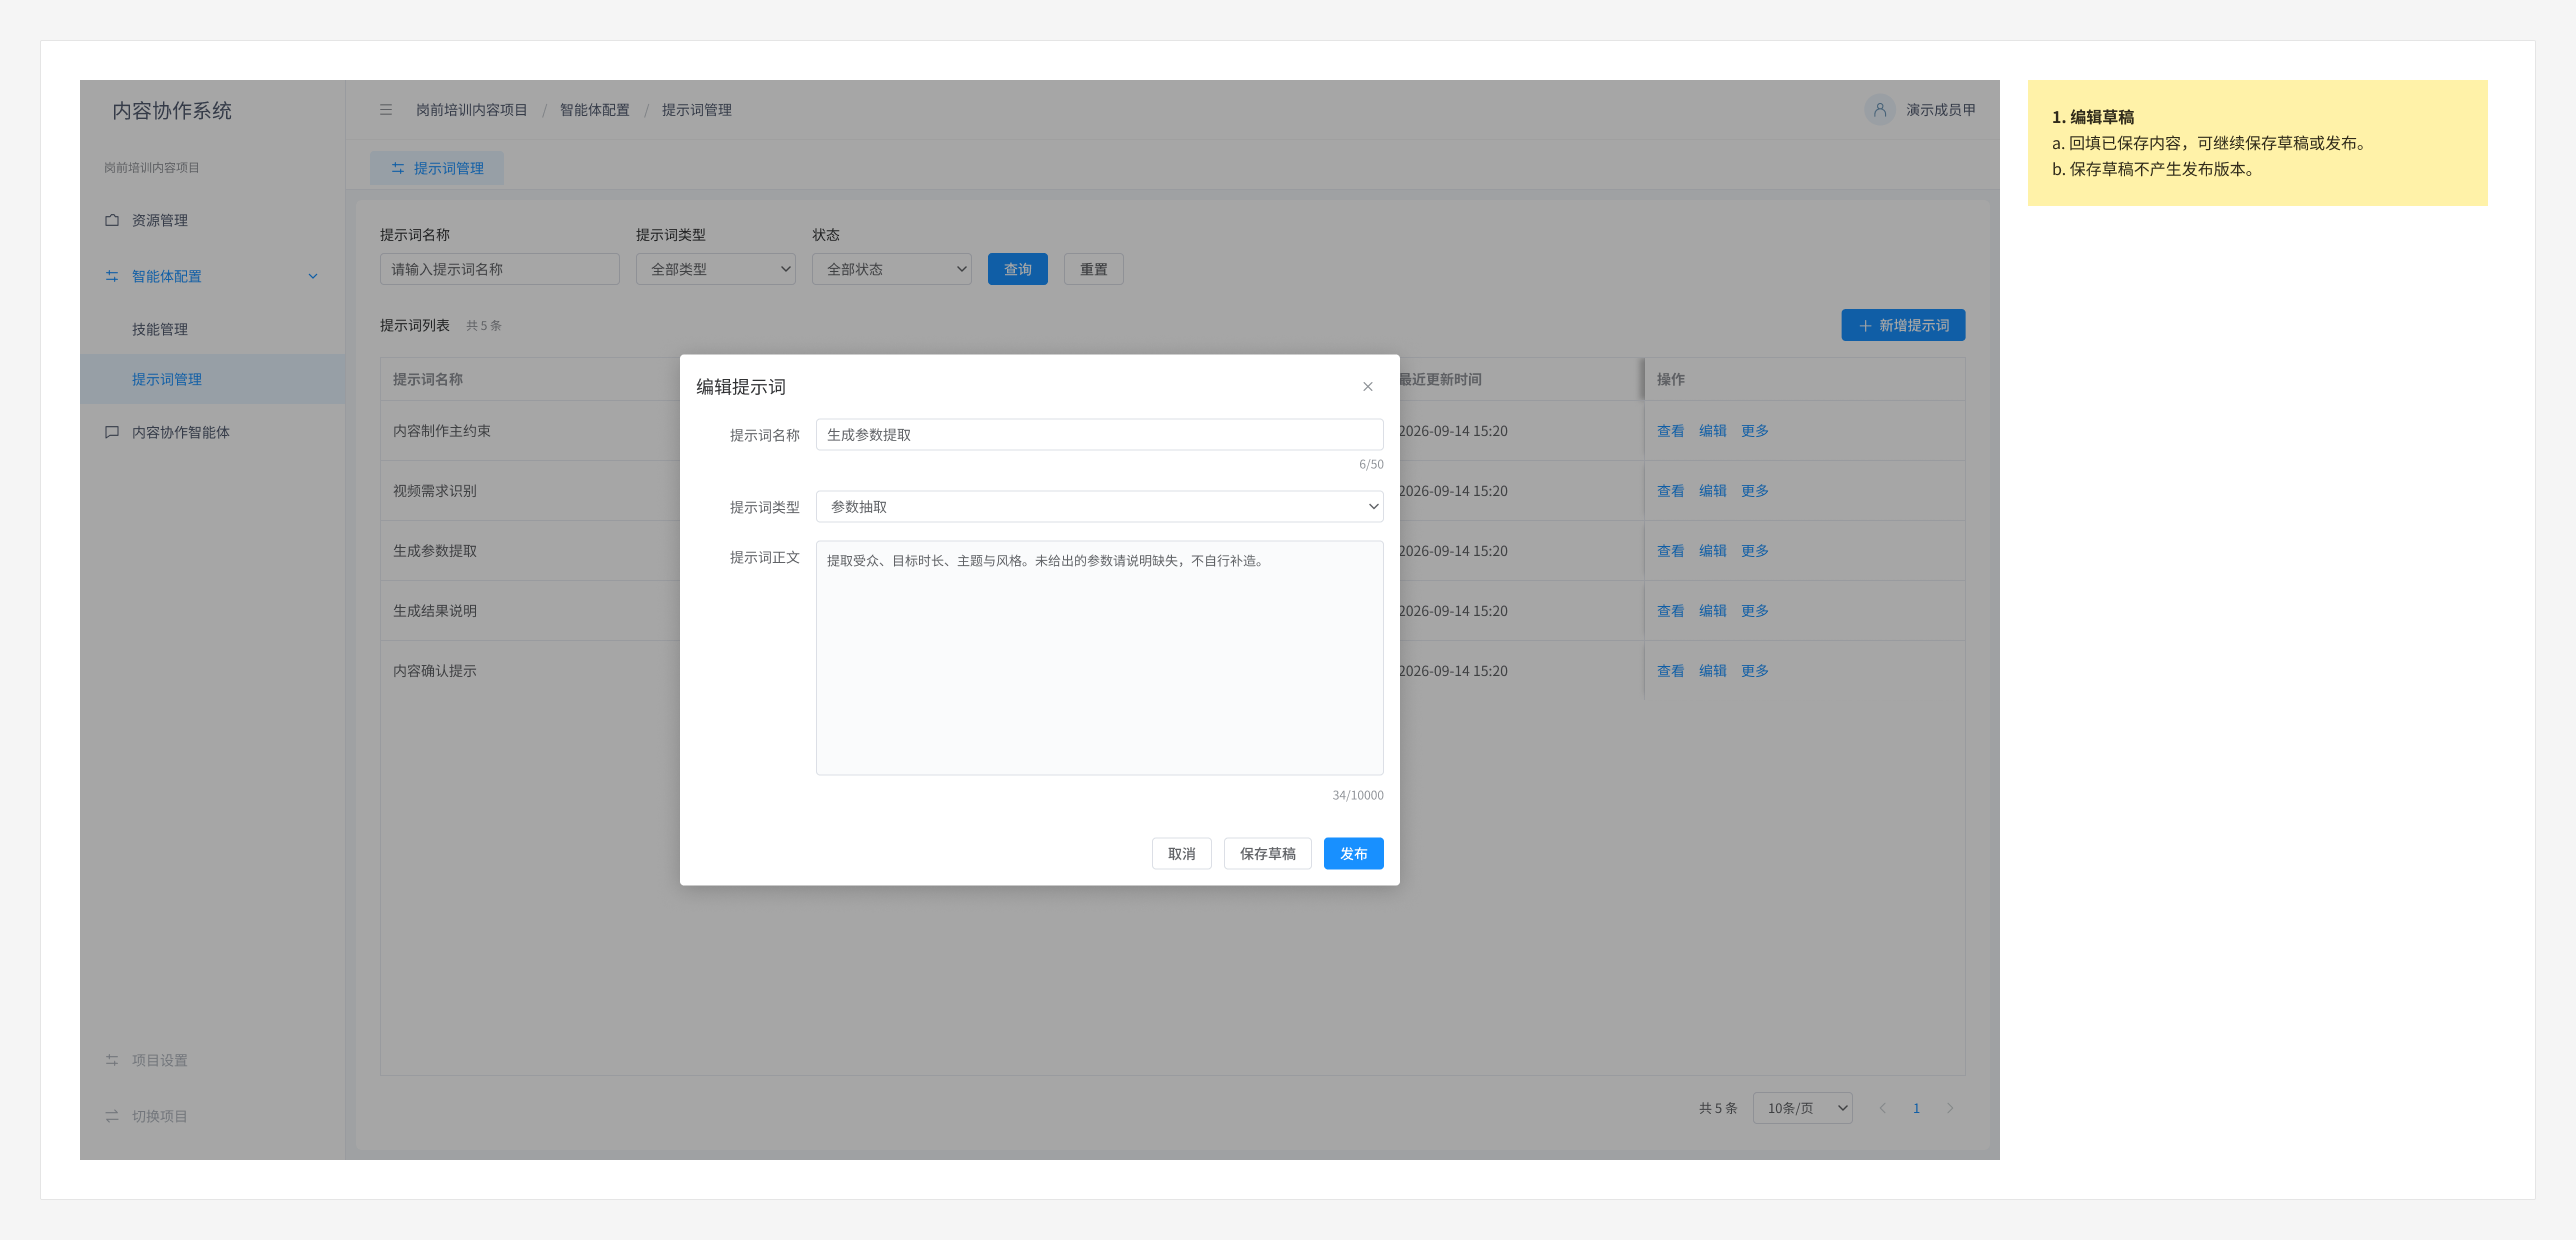 内容协作系统
岗前培训内容项目
资源管理
智能体配置
技能管理
提示词管理
内容协作智能体
项目设置
切换项目
岗前培训内容项目 / 智能体配置 / 提示词管理
演示成员甲
提示词管理
提示词名称 提示词类型 状态
请输入提示词名称 全部类型 全部状态 查询 重置
提示词列表 共 5 条 新增提示词
提示词名称 最近更新时间 操作
内容制作主约束 2026-09-14 15:20 查看 编辑 更多
视频需求识别 2026-09-14 15:20 查看 编辑 更多
生成参数提取 2026-09-14 15:20 查看 编辑 更多
生成结果说明 2026-09-14 15:20 查看 编辑 更多
内容确认提示 2026-09-14 15:20 查看 编辑 更多
共 5 条 10条/页 1
编辑提示词
提示词名称 生成参数提取
6/50
提示词类型 参数抽取
提示词正文 提取受众、目标时长、主题与风格。未给出的参数请说明缺失，不自行补造。
34/10000
取消 保存草稿 发布
1. 编辑草稿
a. 回填已保存内容，可继续保存草稿或发布。
b. 保存草稿不产生发布版本。